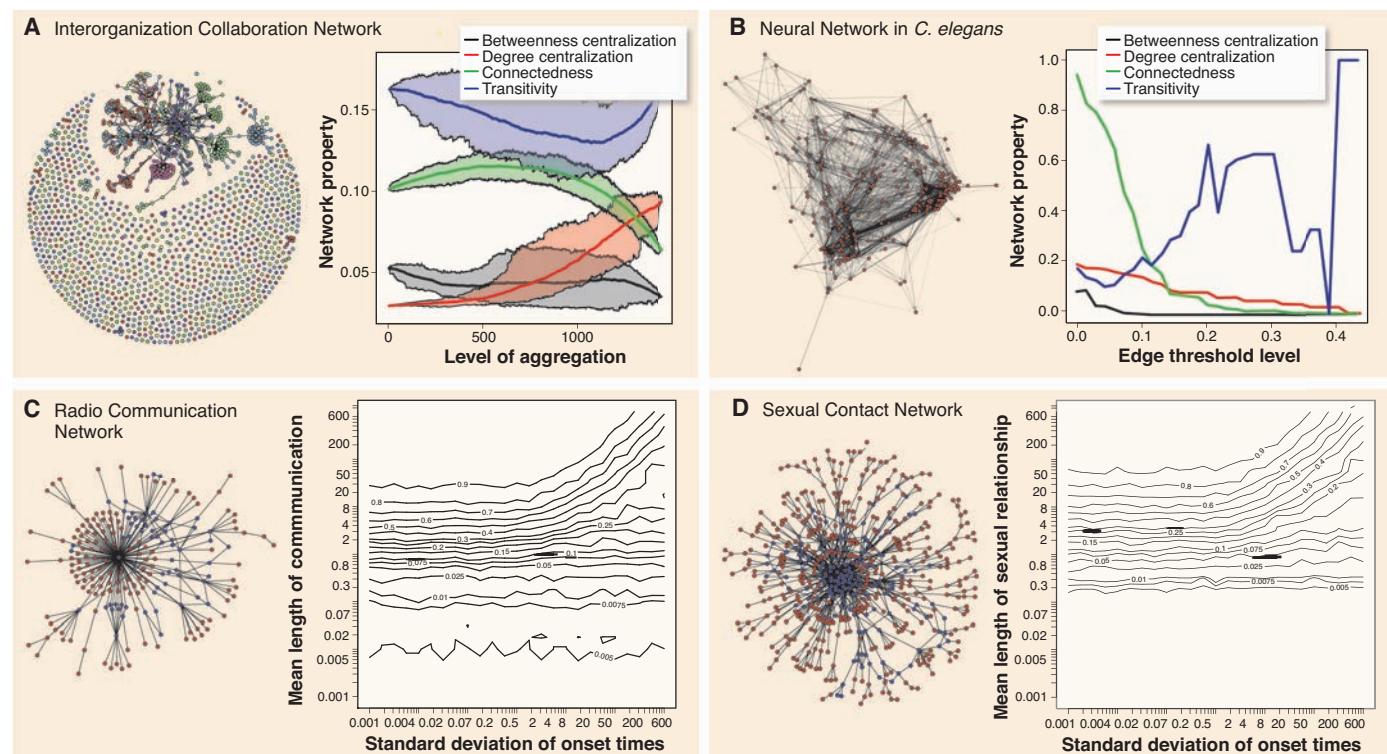 A Interorganization Collaboration Network
Betweenness centralization
Degree centralization
Connectedness
Transitivity
Network property
0.15
0.10
0.05
0 500 1000
Level of aggregation
B Neural Network in C. elegans
Betweenness centralization
Degree centralization
Connectedness
Transitivity
Network property
1.0
0.8
0.6
0.4
0.2
0.0
0.0 0.1 0.2 0.3 0.4
Edge threshold level
C Radio Communication
Network
Mean length of communication
600
200
50
20
8
4
2
0.8
0.3
0.07
0.02
0.005
0.001
0.9
0.8
0.7
0.6
0.5
0.4
0.25
0.3
0.2
0.15
0.1
0.075
0.05
0.025
0.01
0.0075
0.005
0.001 0.004 0.02 0.07 0.2 0.5 2 4 8 20 50 200 600
Standard deviation of onset times
D Sexual Contact Network
Mean length of sexual relationship
600
200
50
20
8
4
2
0.8
0.3
0.07
0.02
0.005
0.001
0.9
0.8
0.7
0.6
0.5
0.4
0.3
0.2
0.25
0.15
0.1
0.075
0.05
0.025
0.01
0.0075
0.005
0.001 0.004 0.02 0.07 0.2 0.5 2 4 8 20 50 200 600
Standard deviation of onset times